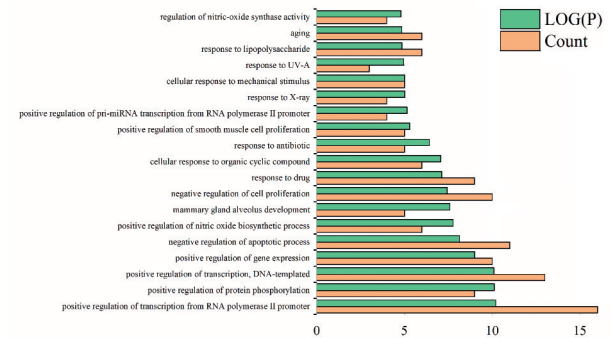 LOG(P)
Count
regulation of nitric-oxide synthase activity
aging
response to lipopolysaccharide
response to UV-A
cellular response to mechanical stimulus
response to X-ray
positive regulation of pri-miRNA transcription from RNA polymerase II promoter
positive regulation of smooth muscle cell proliferation
response to antibiotic
cellular response to organic cyclic compound
response to drug
negative regulation of cell proliferation
mammary gland alveolus development
positive regulation of nitric oxide biosynthetic process
negative regulation of apoptotic process
positive regulation of gene expression
positive regulation of transcription, DNA-templated
positive regulation of protein phosphorylation
positive regulation of transcription from RNA polymerase II promoter
0 5 10 15